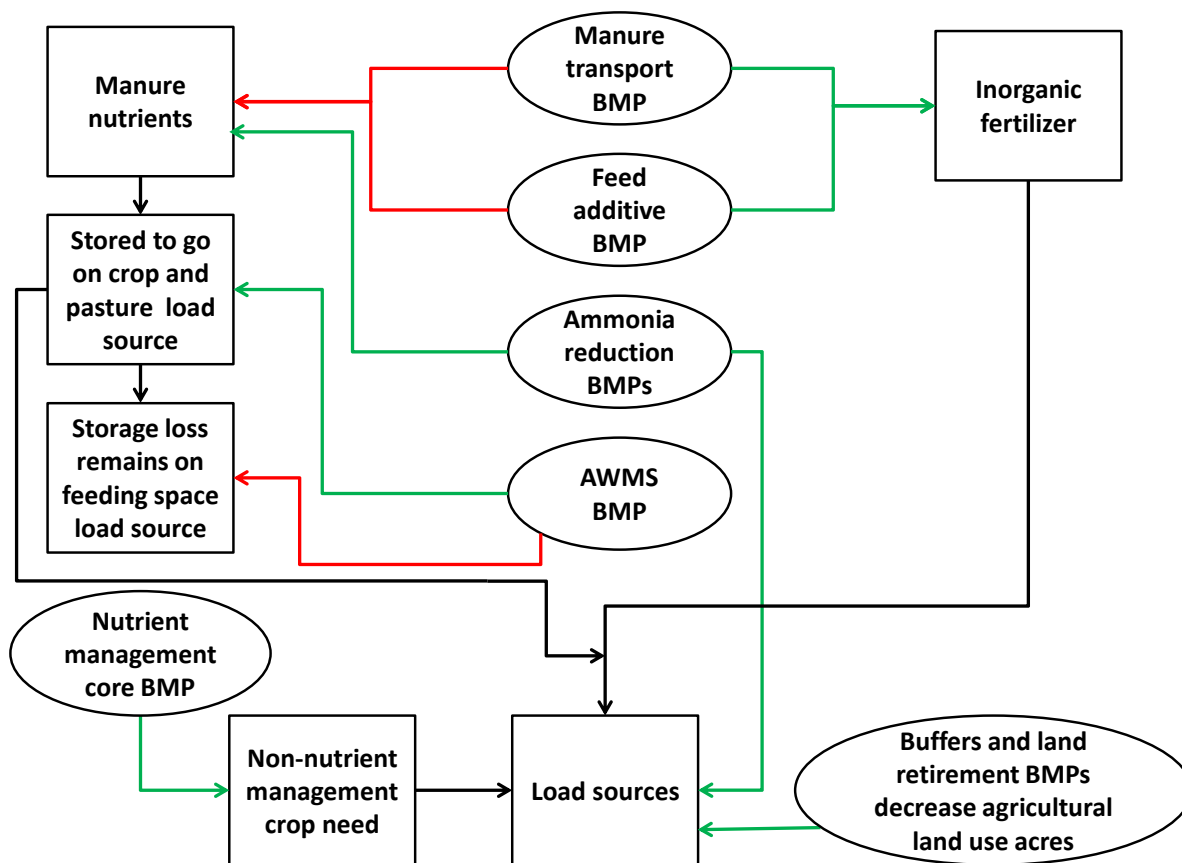 Manure
nutrients
Manure
transport
BMP
Inorganic
fertilizer
Feed
additive
BMP
Stored to go
on crop and
pasture load
source
Ammonia
reduction
BMPs
Storage loss
remains on
feeding space
load source
AWMS
BMP
Nutrient
management
core BMP
Non-nutrient
management
crop need
Load sources
Buffers and land
retirement BMPs
decrease agricultural
land use acres